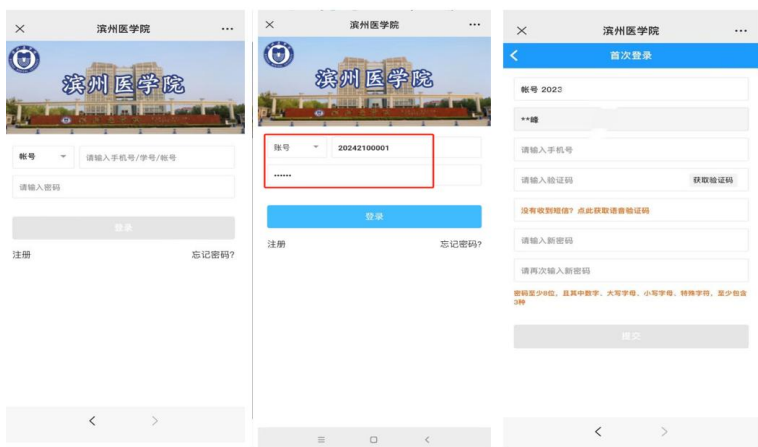 滨州医学院
滨州医学院
帐号
请输入手机号/学号/帐号
请输入密码
登录
注册
忘记密码?
滨州医学院
滨州医学院
账号
20242100001
••••••
登录
注册
忘记密码?
滨州医学院
首次登录
帐号 2023
**峰
请输入手机号
请输入验证码
获取验证码
没有收到短信? 点此获取语音验证码
请输入新密码
请再次输入新密码
密码至少8位，且其中数字、大写字母、小写字母、特殊字符，至少包含
3种
提交